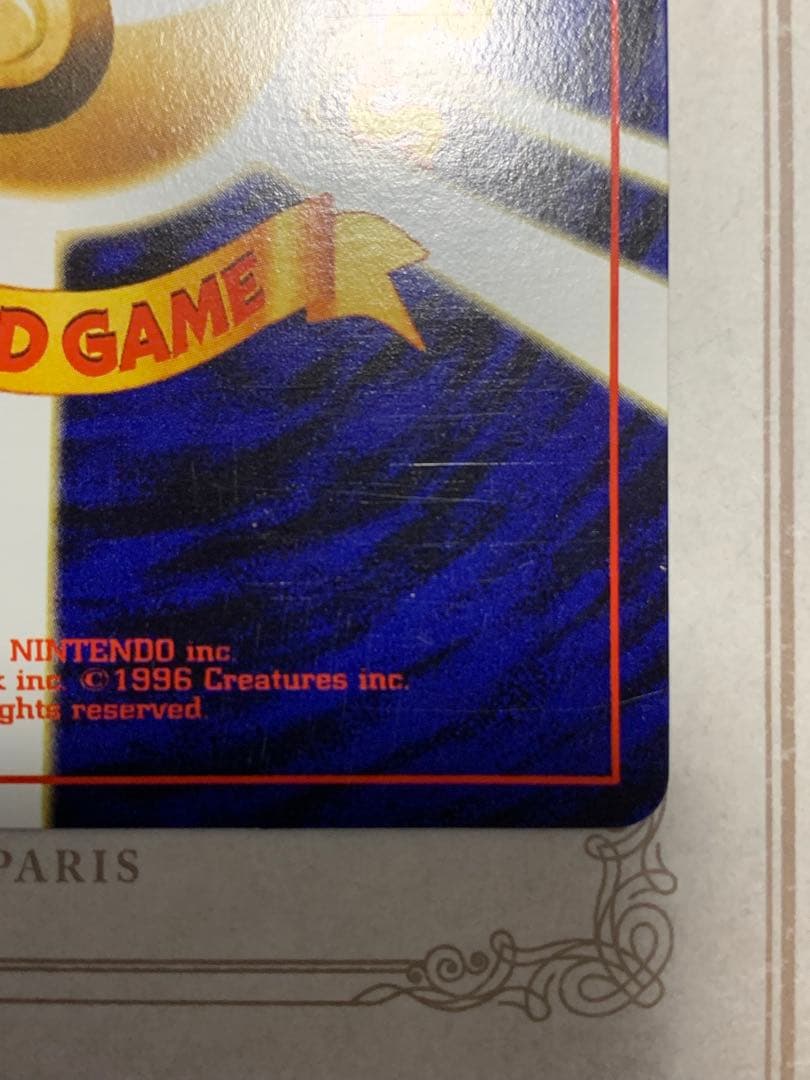 D GAME
NINTENDO inc.
k inc. ©1996 Creatures inc.
ghts reserved.
PARIS